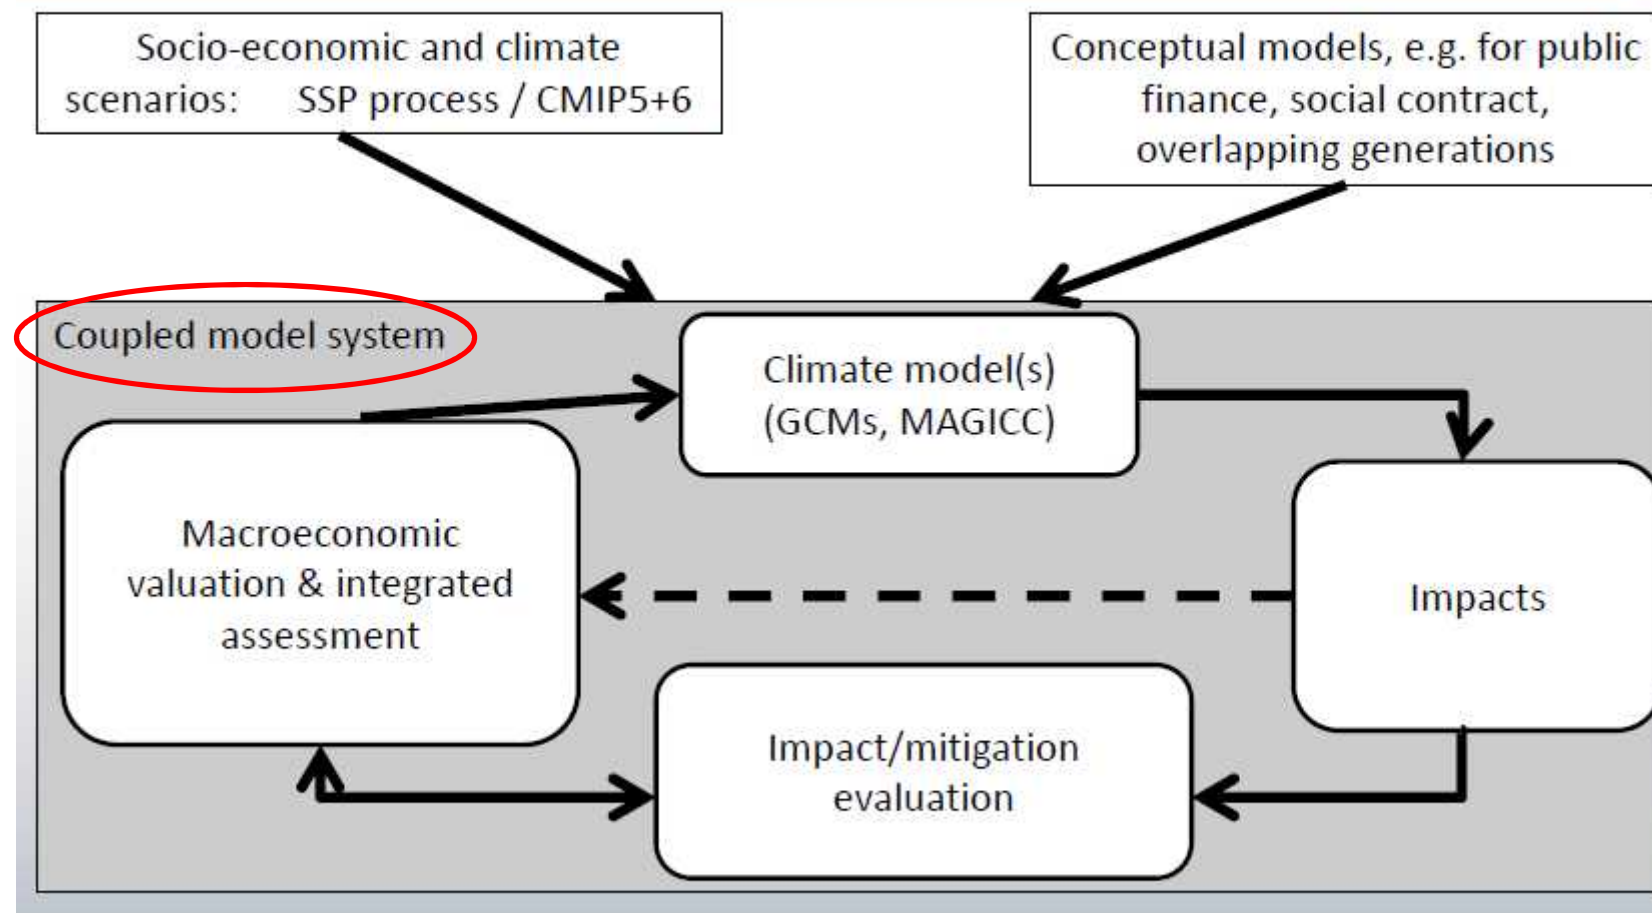 Socio-economic and climate
scenarios: SSP process / CMIP5+6
Conceptual models, e.g. for public
finance, social contract,
overlapping generations
Coupled model system
Climate model(s)
(GCMs, MAGICC)
Macroeconomic
valuation & integrated
assessment
Impacts
Impact/mitigation
evaluation